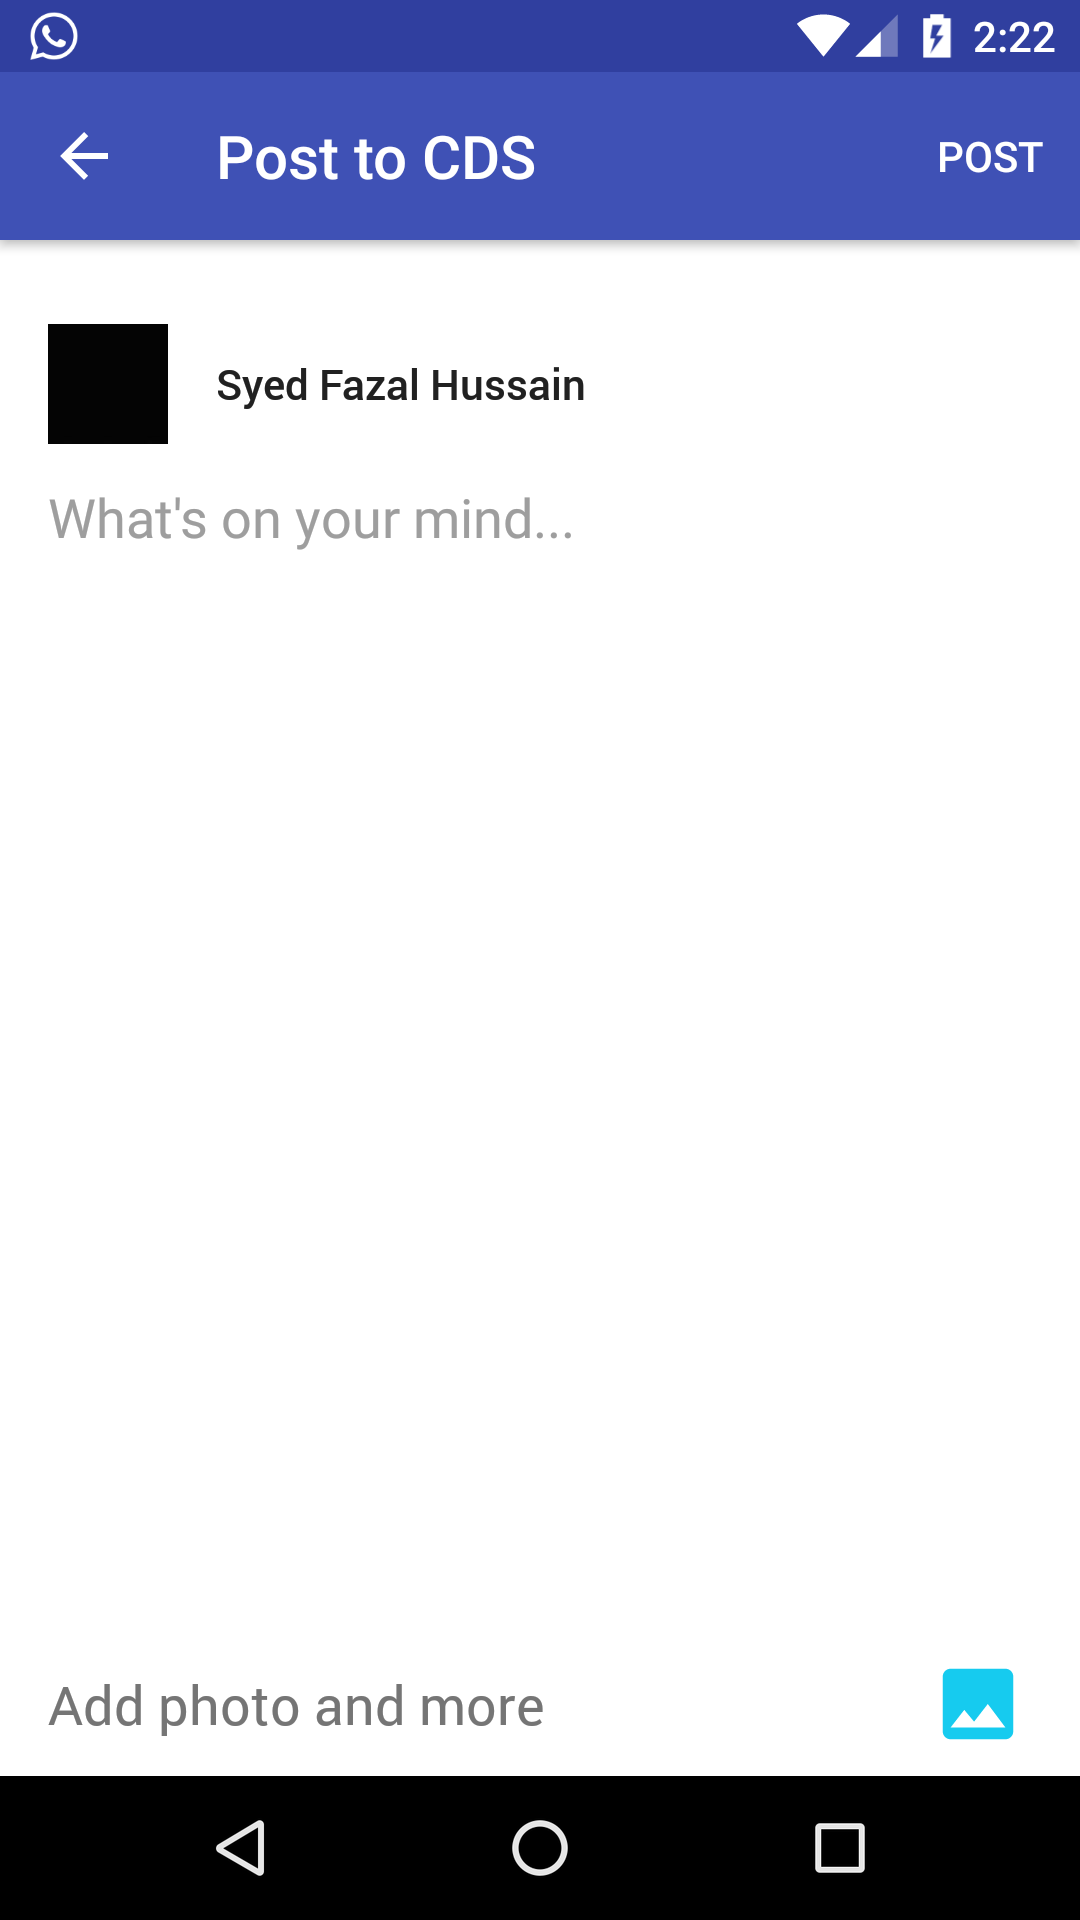 2:22
Post to CDS POST
Syed Fazal Hussain
What's on your mind...
Add photo and more